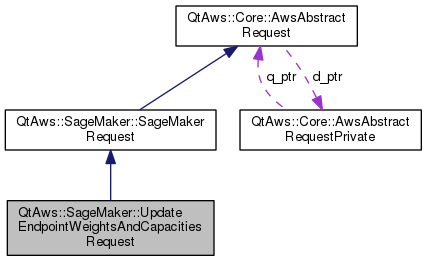 QtAws::Core::AwsAbstract
Request
q_ptr
d_ptr
QtAws::SageMaker::SageMaker
Request
QtAws::Core::AwsAbstract
RequestPrivate
QtAws::SageMaker::Update
EndpointWeightsAndCapacities
Request